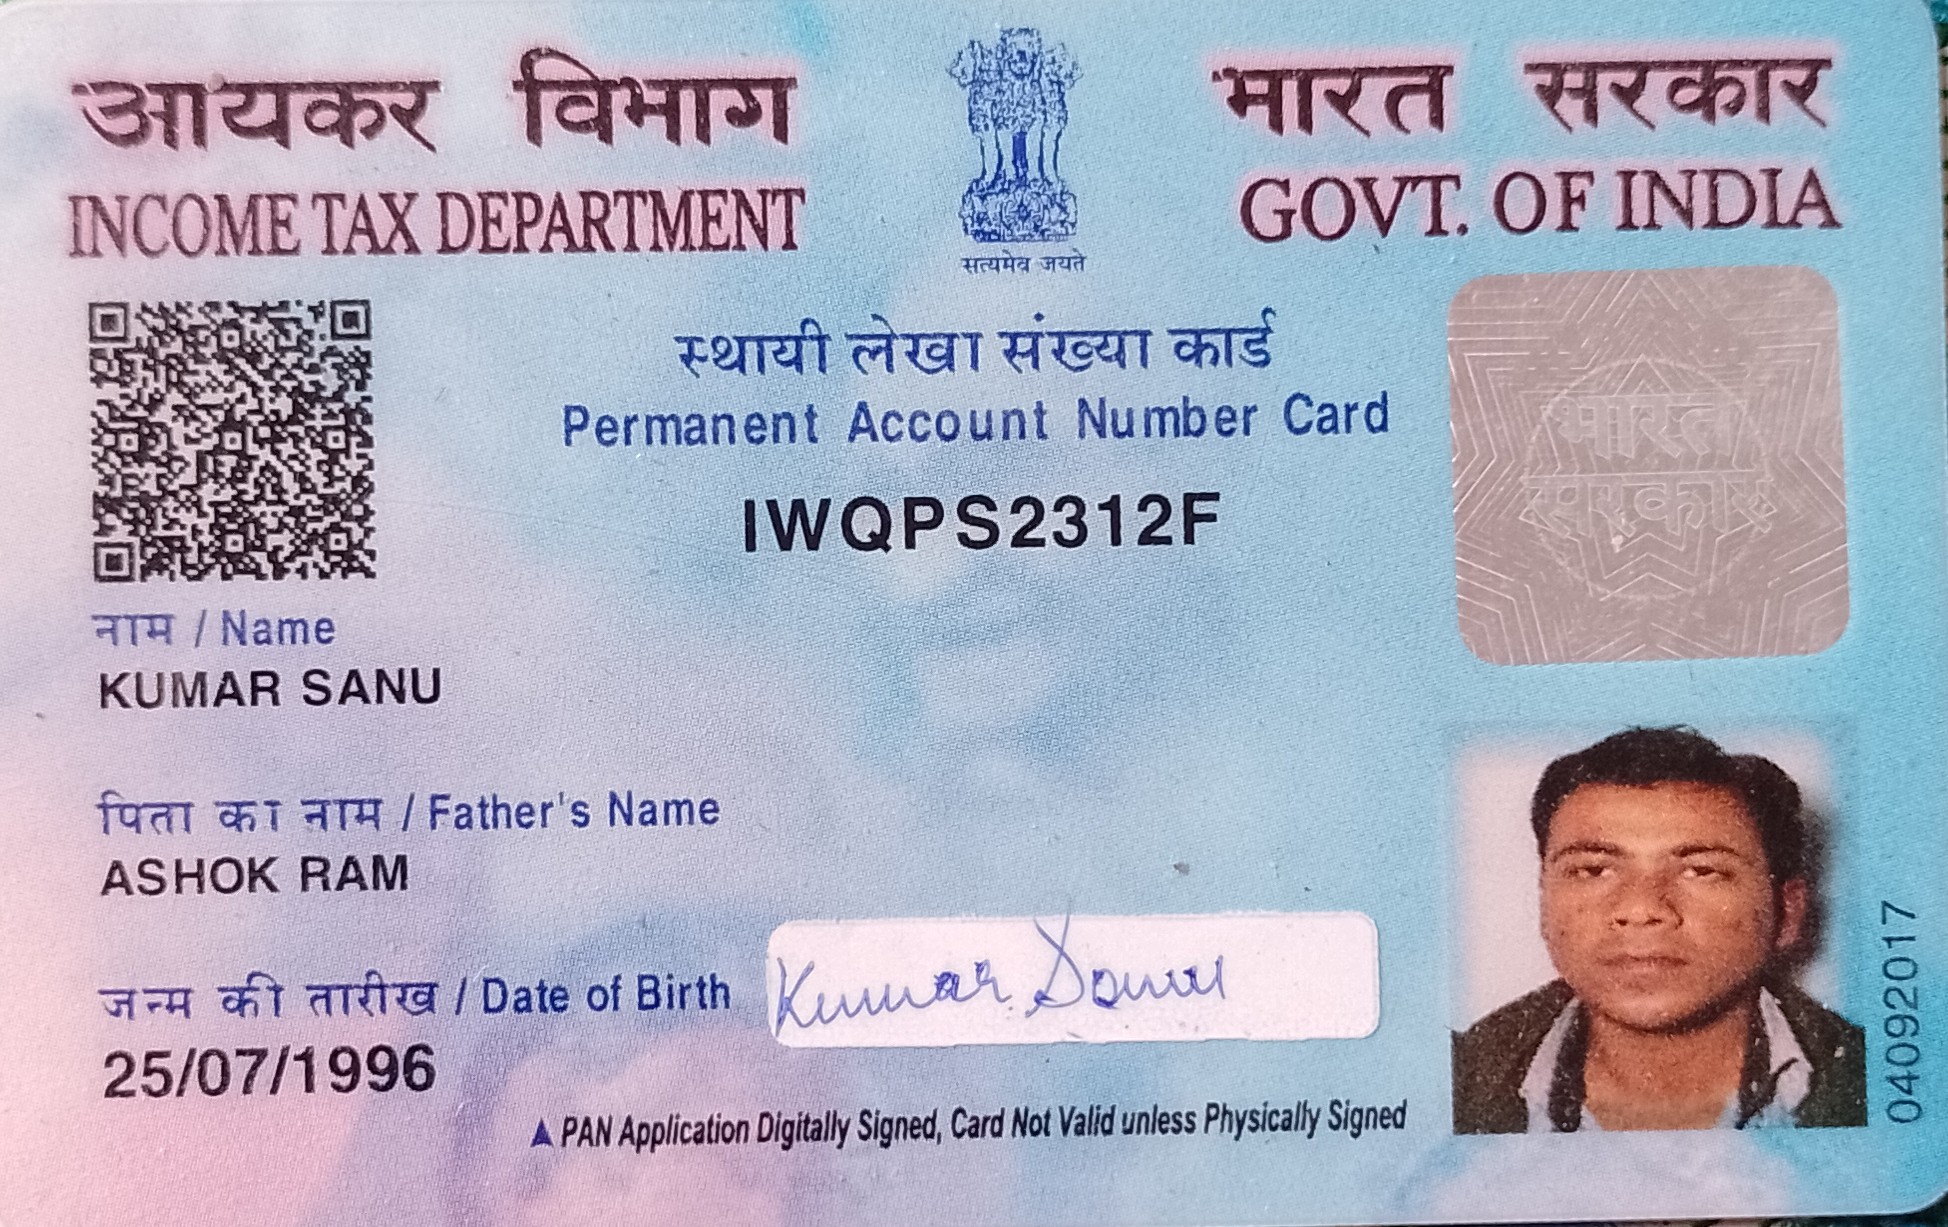 आयकर विभाग
INCOME TAX DEPARTMENT
सत्यमेव जयते
भारत सरकार
GOVT. OF INDIA
स्थायी लेखा संख्या कार्ड
Permanent Account Number Card
IWQPS2312F
भारत
सरकार
नाम / Name
KUMAR SANU
पिता का नाम / Father's Name
ASHOK RAM
जन्म की तारीख / Date of Birth
25/07/1996
Kumar Sanu
PAN Application Digitally Signed, Card Not Valid unless Physically Signed
04092017